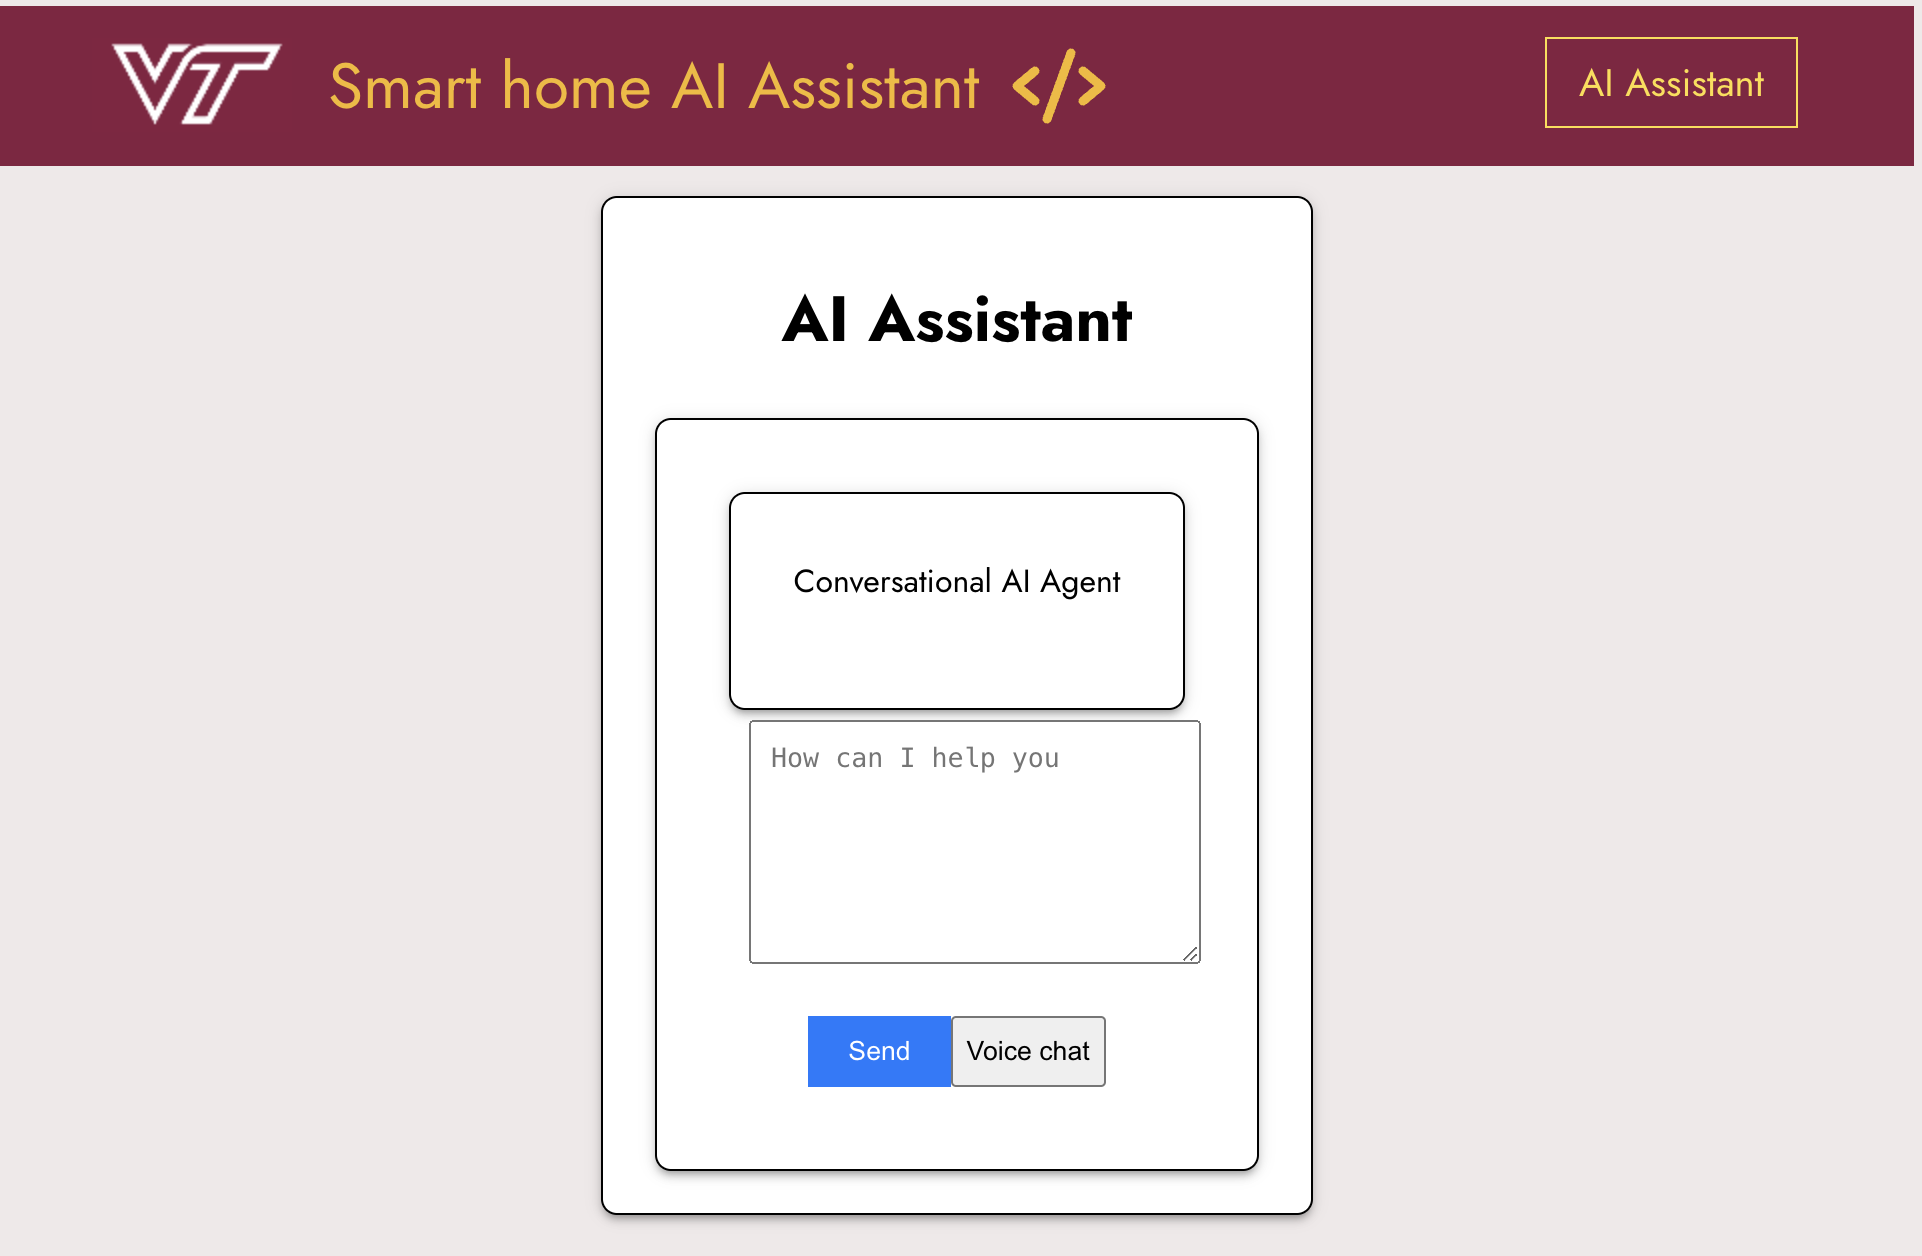 VT Smart home AI Assistant </> AI Assistant
AI Assistant
Conversational AI Agent
How can I help you
Send Voice chat